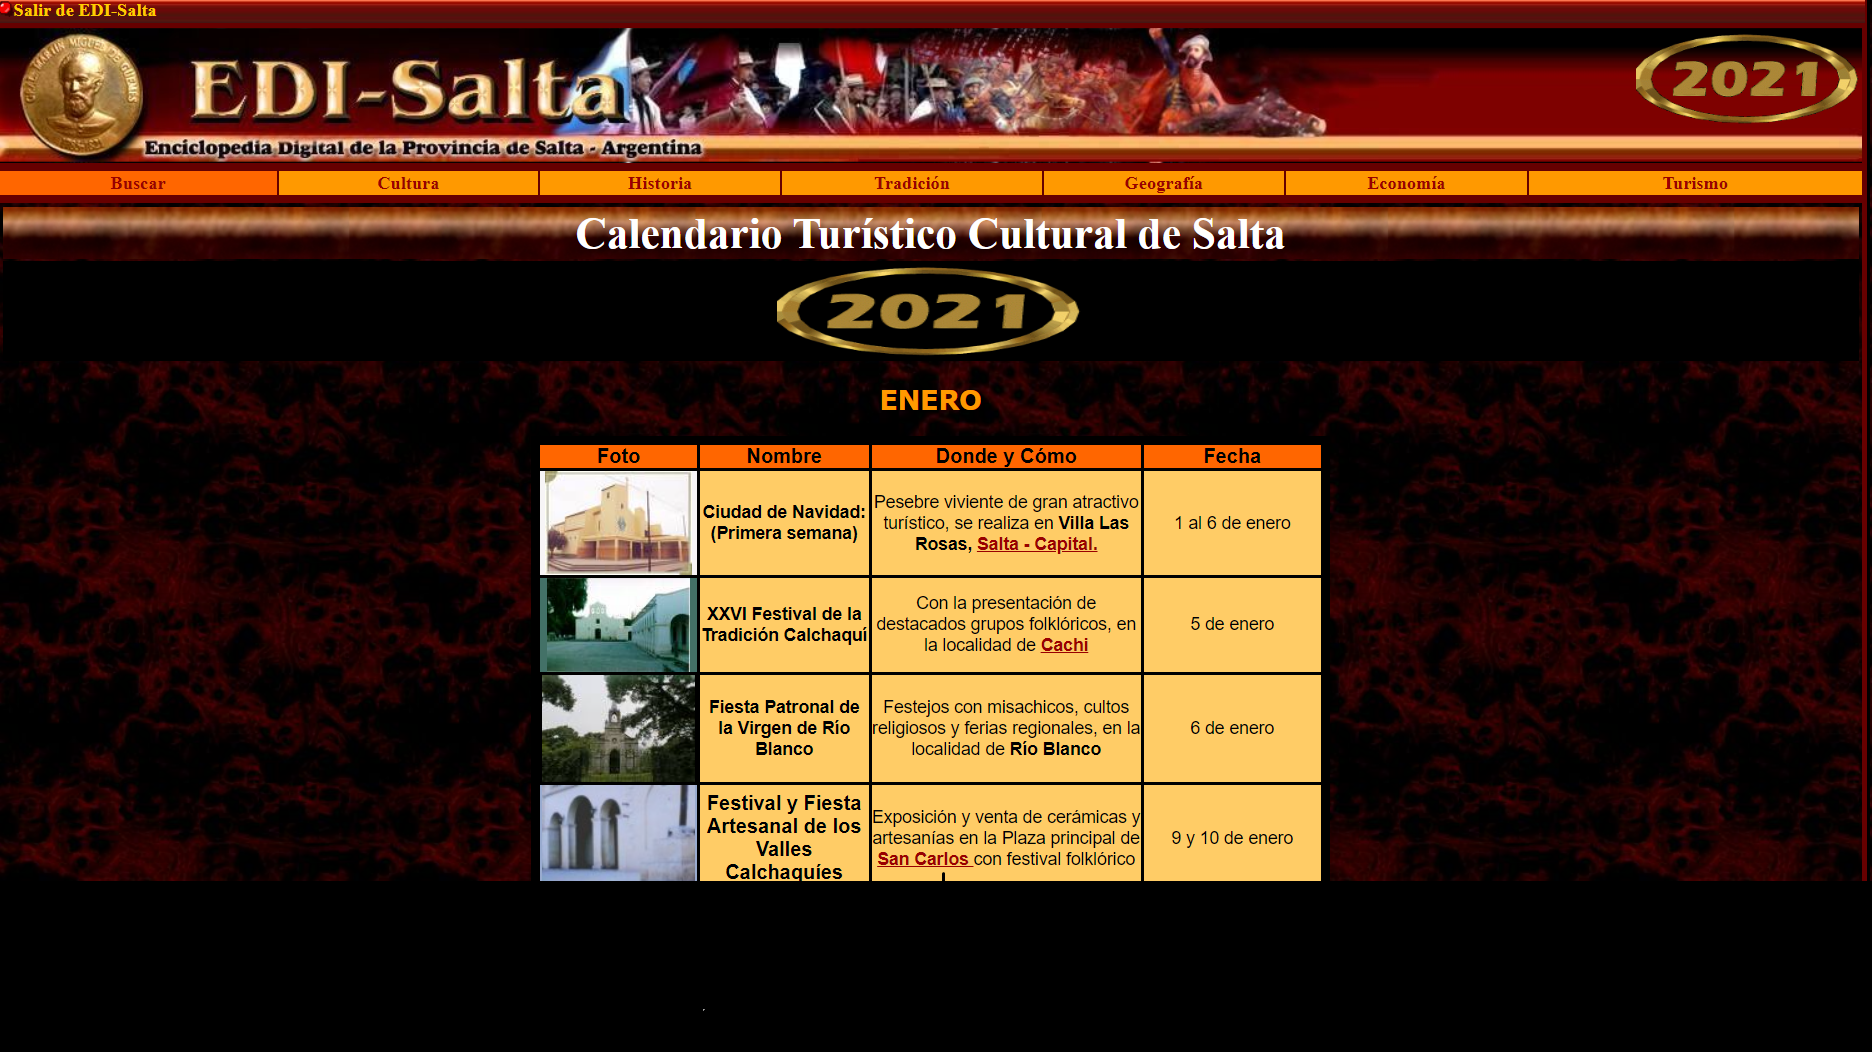 Salir de EDI-Salta
GRAL. MARTIN MIGUEL DE GÜEMES
EDI-Salta
Enciclopedia Digital de la Provincia de Salta - Argentina
2021
Buscar Cultura Historia Tradición Geografía Economía Turismo
Calendario Turístico Cultural de Salta
2021
ENERO
Foto Nombre Donde y Cómo Fecha
Ciudad de Navidad:
(Primera semana)
Pesebre viviente de gran atractivo
turístico, se realiza en Villa Las
Rosas, Salta - Capital.
1 al 6 de enero
XXVI Festival de la
Tradición Calchaquí
Con la presentación de
destacados grupos folklóricos, en
la localidad de Cachi
5 de enero
Fiesta Patronal de
la Virgen de Río
Blanco
Festejos con misachicos, cultos
religiosos y ferias regionales, en la
localidad de Río Blanco
6 de enero
Festival y Fiesta
Artesanal de los
Valles
Calchaquíes
Exposición y venta de cerámicas y
artesanías en la Plaza principal de
San Carlos con festival folklórico
9 y 10 de enero